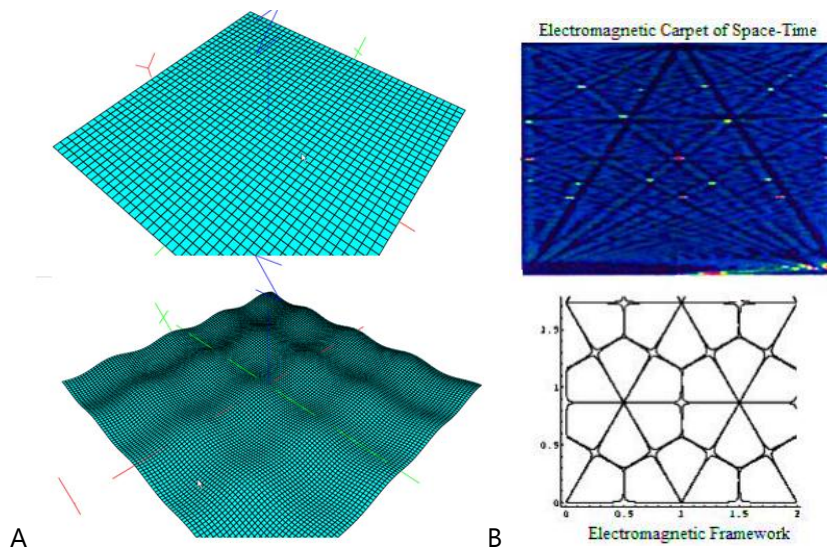 Electromagnetic Carpet of Space-Time
1.5
1
0.5
0 
0 0.5 1 1.5 2
A
B
Electromagnetic Framework